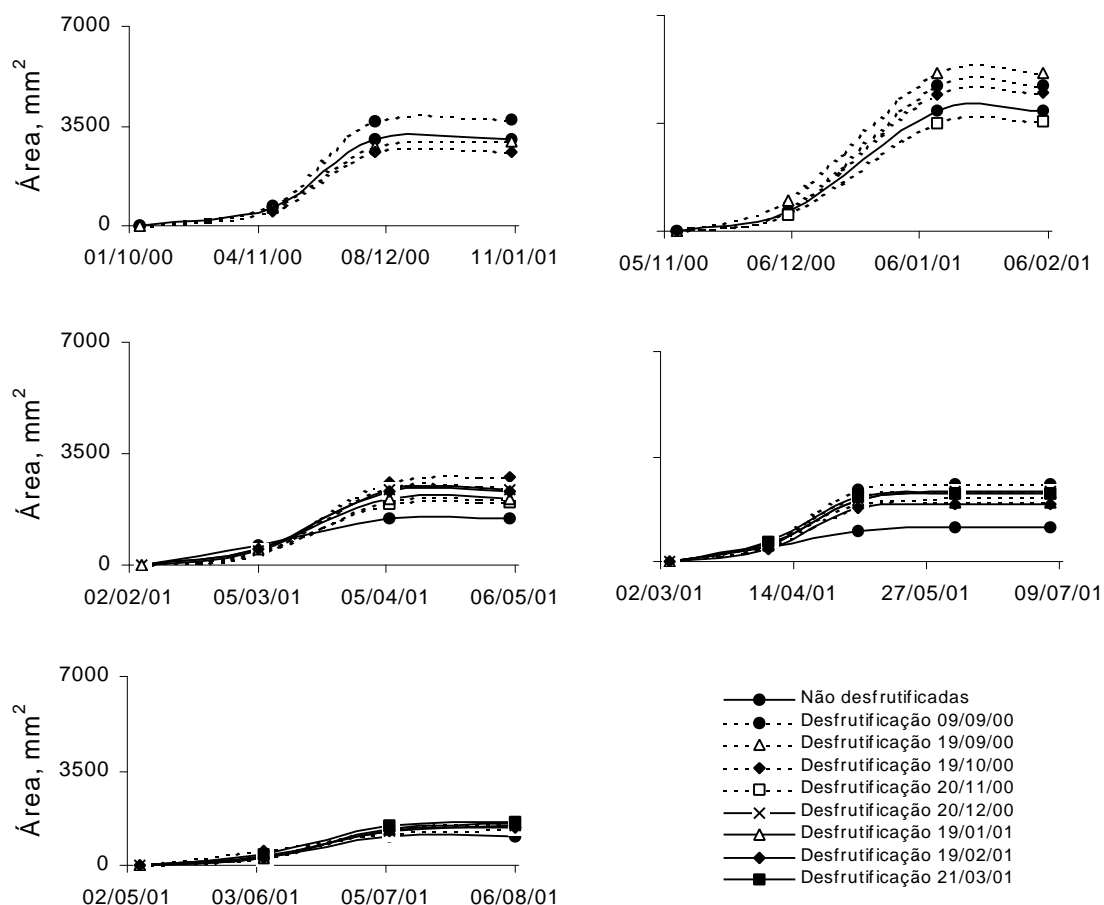 7000
3500
0
Área, mm²
01/10/00 04/11/00 08/12/00 11/01/01
05/11/00 06/12/00 06/01/01 06/02/01
7000
3500
0
Área, mm²
02/02/01 05/03/01 05/04/01 06/05/01
02/03/01 14/04/01 27/05/01 09/07/01
7000
3500
0
Área, mm²
02/05/01 03/06/01 05/07/01 06/08/01
Não desfrutificadas
Desfrutificação 09/09/00
Desfrutificação 19/09/00
Desfrutificação 19/10/00
Desfrutificação 20/11/00
Desfrutificação 20/12/00
Desfrutificação 19/01/01
Desfrutificação 19/02/01
Desfrutificação 21/03/01